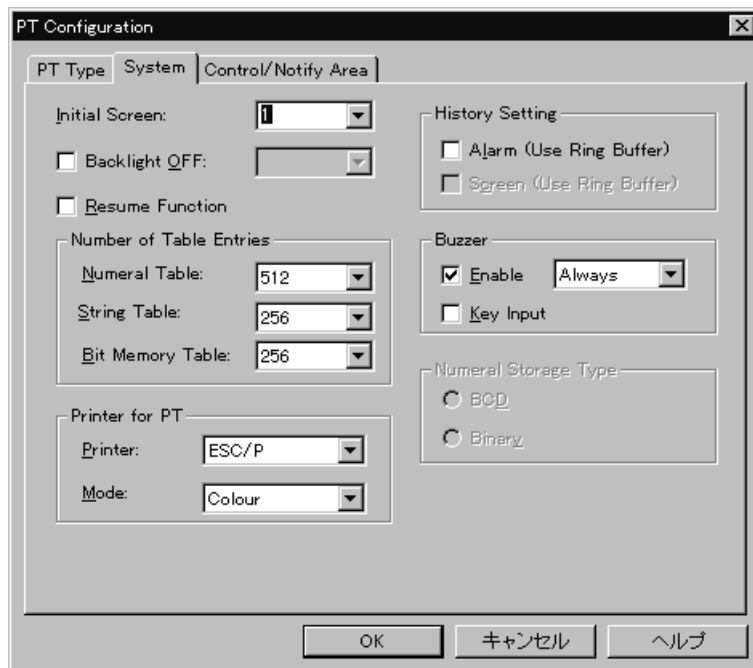 PT Configuration
PT Type System Control/Notify Area
Initial Screen: 1
Backlight OFF:
Resume Function
Number of Table Entries
Numeral Table: 512
String Table: 256
Bit Memory Table: 256
Printer for PT
Printer: ESC/P
Mode: Colour
History Setting
Alarm (Use Ring Buffer)
Screen (Use Ring Buffer)
Buzzer
Enable Always
Key Input
Numeral Storage Type
BCD
Binary
OK キャンセル ヘルプ